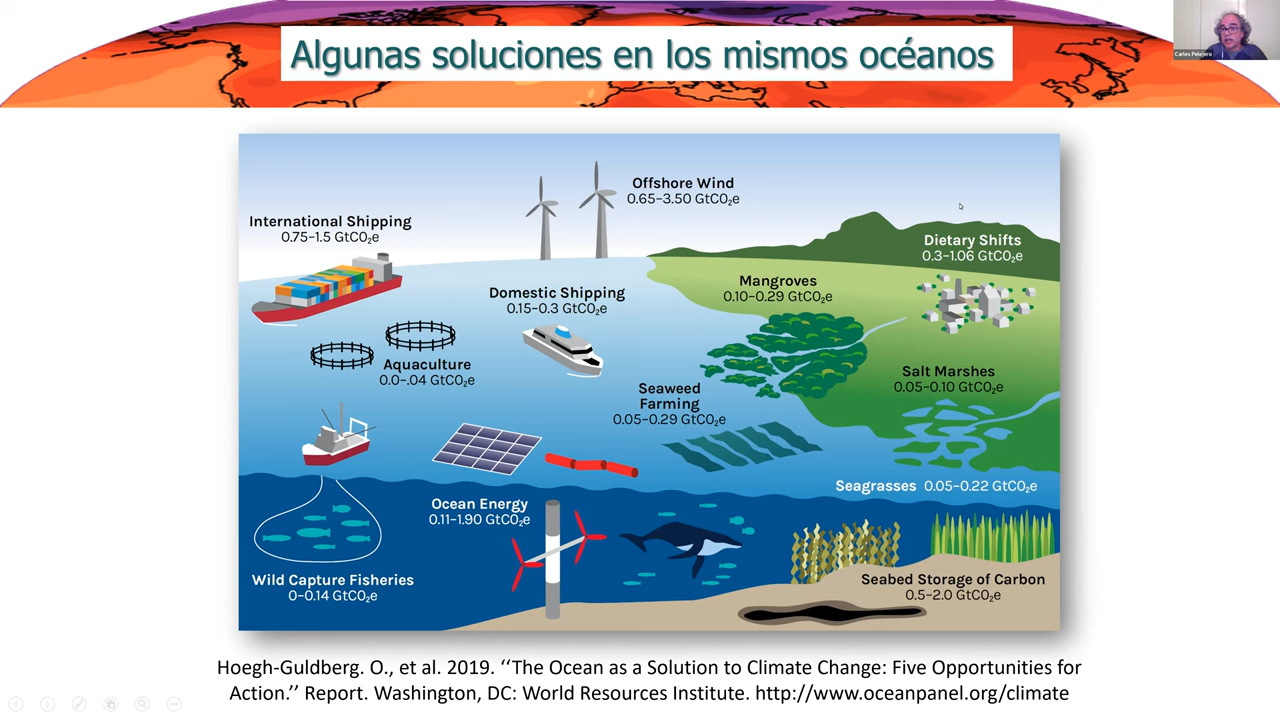 Algunas soluciones en los mismos océanos
Carles Pelejero
Offshore Wind
0.65–3.50 GtCO₂e
International Shipping
0.75–1.5 GtCO₂e
Dietary Shifts
0.3–1.06 GtCO₂e
Mangroves
0.10–0.29 GtCO₂e
Domestic Shipping
0.15–0.3 GtCO₂e
Aquaculture
0.0–.04 GtCO₂e
Salt Marshes
0.05–0.10 GtCO₂e
Seaweed
Farming
0.05–0.29 GtCO₂e
Seagrasses 0.05–0.22 GtCO₂e
Ocean Energy
0.11–1.90 GtCO₂e
Wild Capture Fisheries
0–0.14 GtCO₂e
Seabed Storage of Carbon
0.5–2.0 GtCO₂e
Hoegh-Guldberg. O., et al. 2019. ‘‘The Ocean as a Solution to Climate Change: Five Opportunities for
Action.’’ Report. Washington, DC: World Resources Institute. http://www.oceanpanel.org/climate